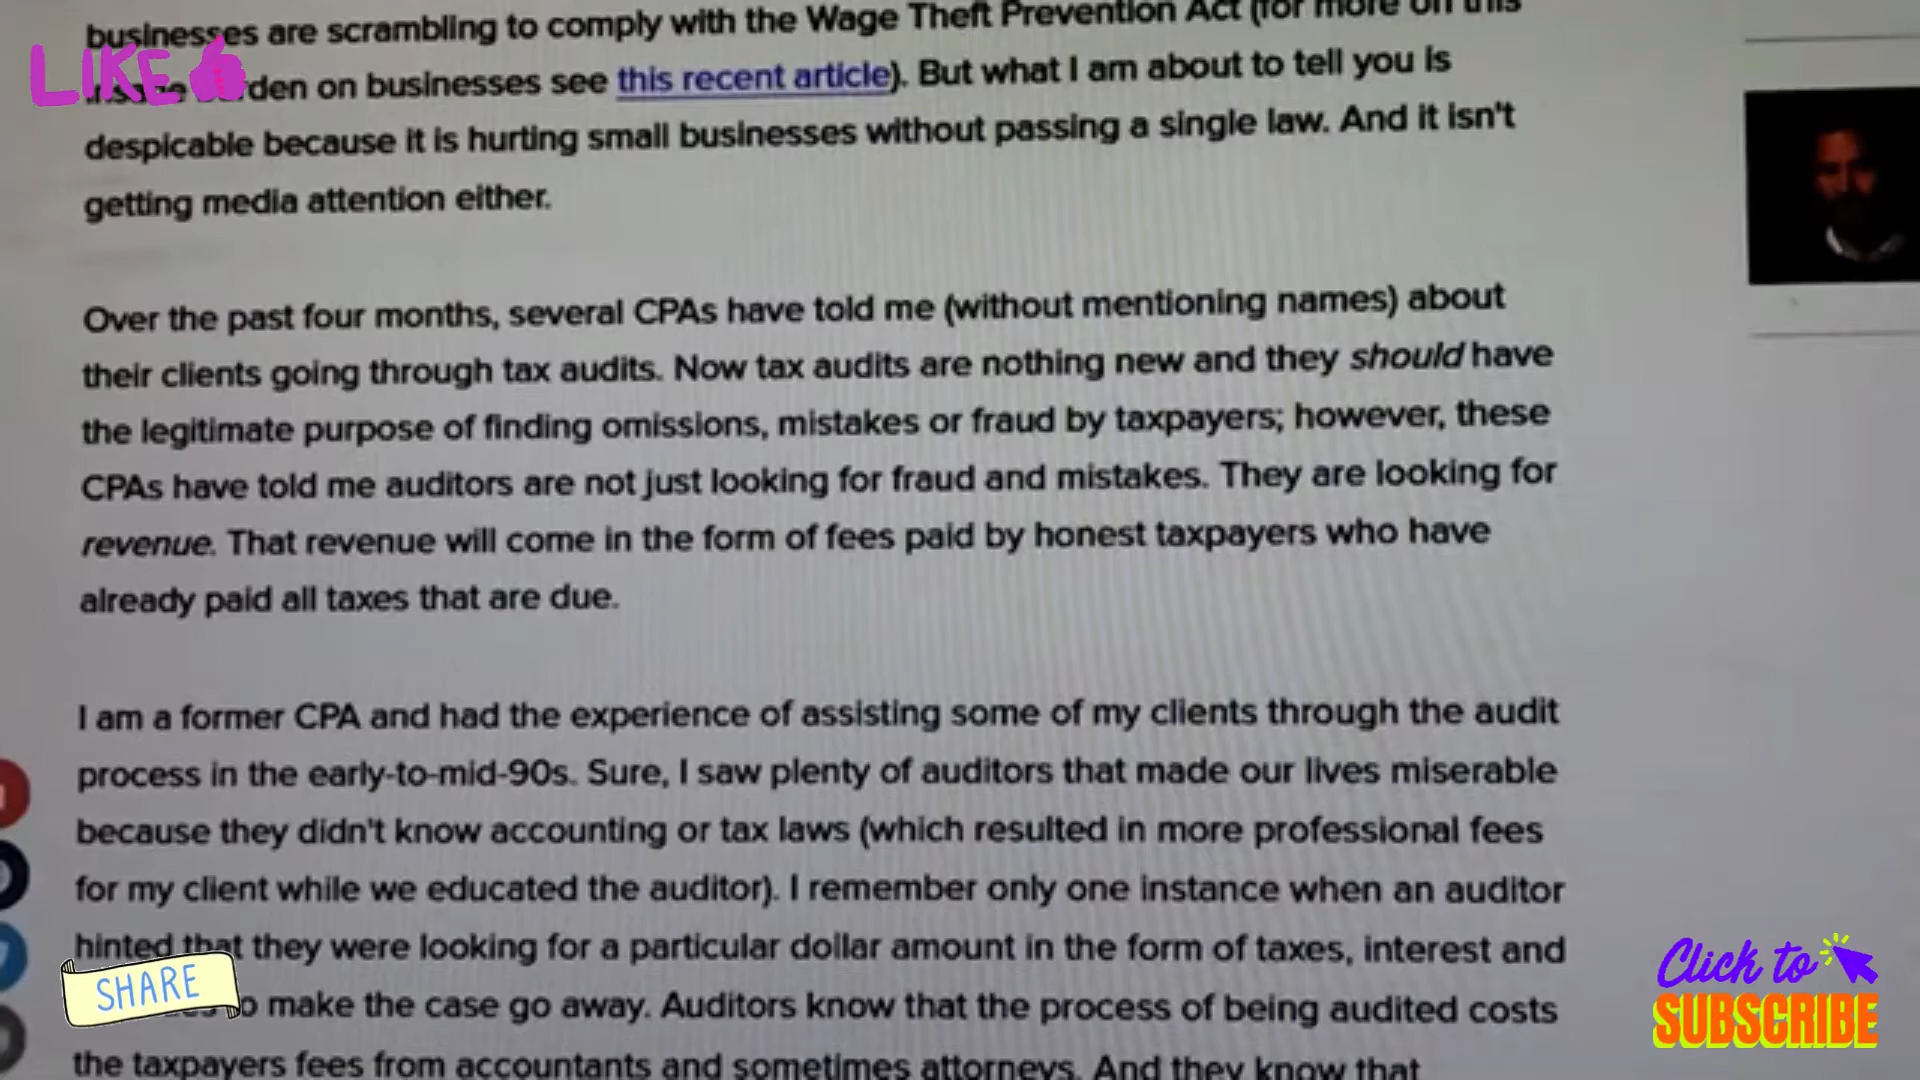 businesses are scrambling to comply with the Wage Theft Prevention Act (for more on this
LIKE
den on businesses see this recent article). But what I am about to tell you is
despicable because it is hurting small businesses without passing a single law. And it isn't
getting media attention either.
Over the past four months, several CPAs have told me (without mentioning names) about
their clients going through tax audits. Now tax audits are nothing new and they should have
the legitimate purpose of finding omissions, mistakes or fraud by taxpayers; however, these
CPAs have told me auditors are not just looking for fraud and mistakes. They are looking for
revenue. That revenue will come in the form of fees paid by honest taxpayers who have
already paid all taxes that are due.
I am a former CPA and had the experience of assisting some of my clients through the audit
process in the early-to-mid-90s. Sure, I saw plenty of auditors that made our lives miserable
because they didn't know accounting or tax laws (which resulted in more professional fees
for my client while we educated the auditor). I remember only one instance when an auditor
hinted that they were looking for a particular dollar amount in the form of taxes, interest and
SHARE
make the case go away. Auditors know that the process of being audited costs
the taxpayers fees from accountants and sometimes attorneys. And they know that
Click to
SUBSCRIBE